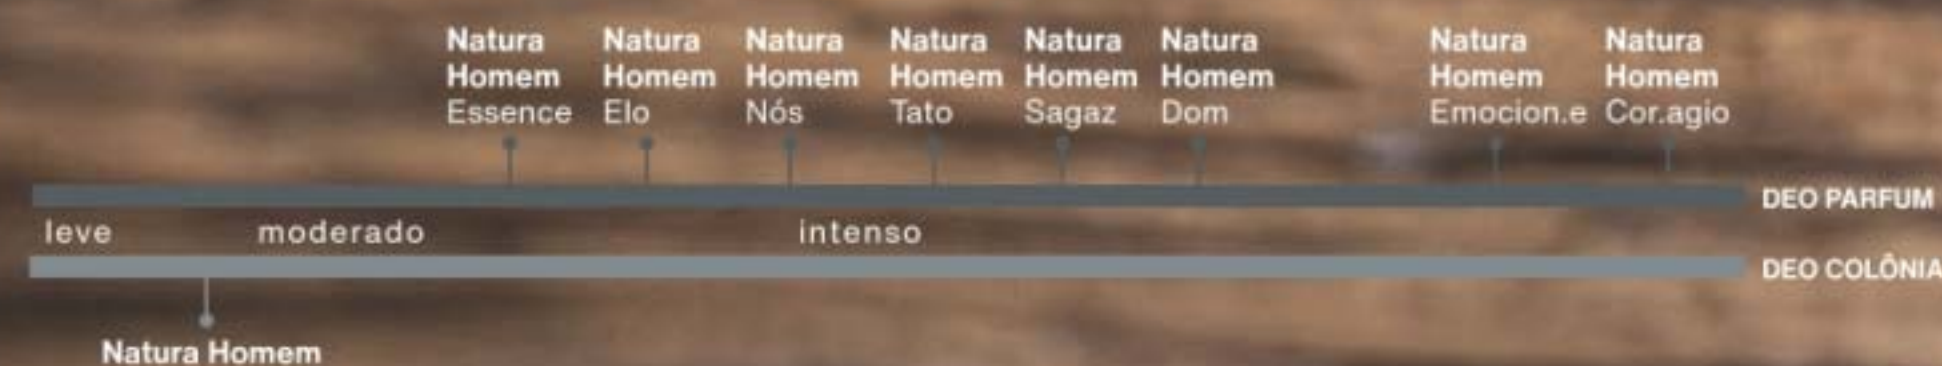 Natura Homem Essence
Natura Homem Elo
Natura Homem Nós
Natura Homem Tato
Natura Homem Sagaz
Natura Homem Dom
Natura Homem Emocion.e
Natura Homem Cor.agio
DEO PARFUM
leve moderado intenso
DEO COLÔNIA
Natura Homem